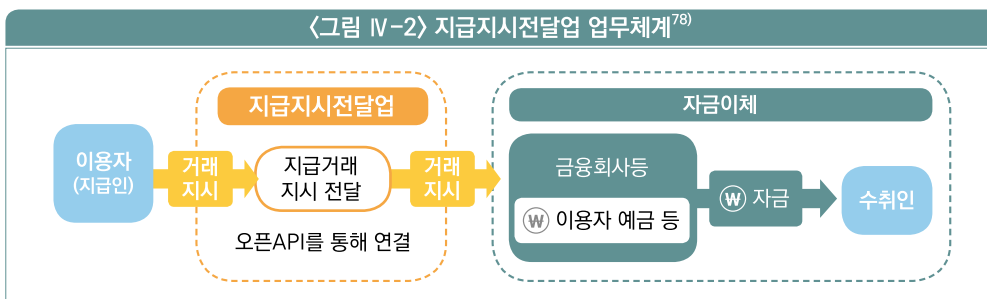 〈그림 Ⅳ-2〉 지급지시전달업 업무체계78)
지급지시전달업
자금이체
이용자
(지급인)
거래
지시
지급거래
지시 전달
거래
지시
금융회사등
₩ 이용자 예금 등
₩ 자금
수취인
오픈API를 통해 연결